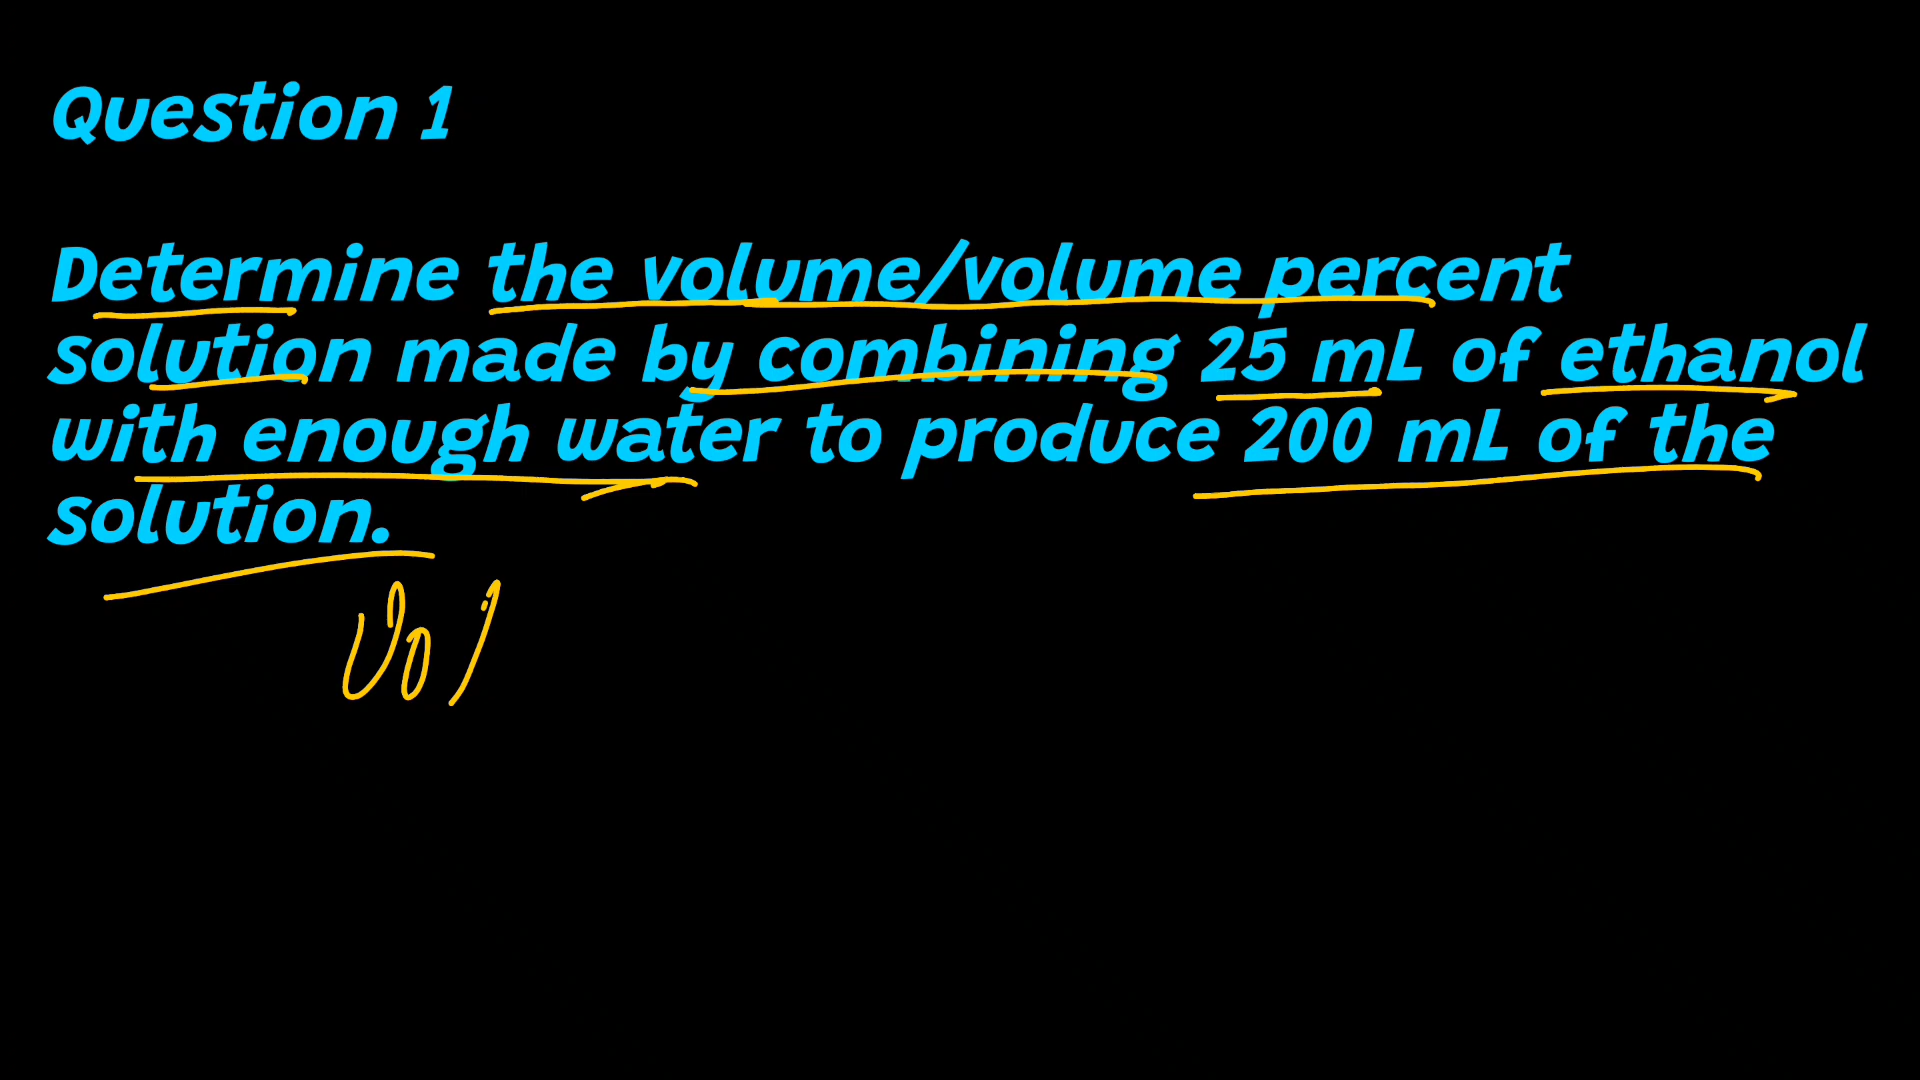 Question 1
Determine the volume/volume percent
solution made by combining 25 mL of ethanol
with enough water to produce 200 mL of the
solution.
Vol